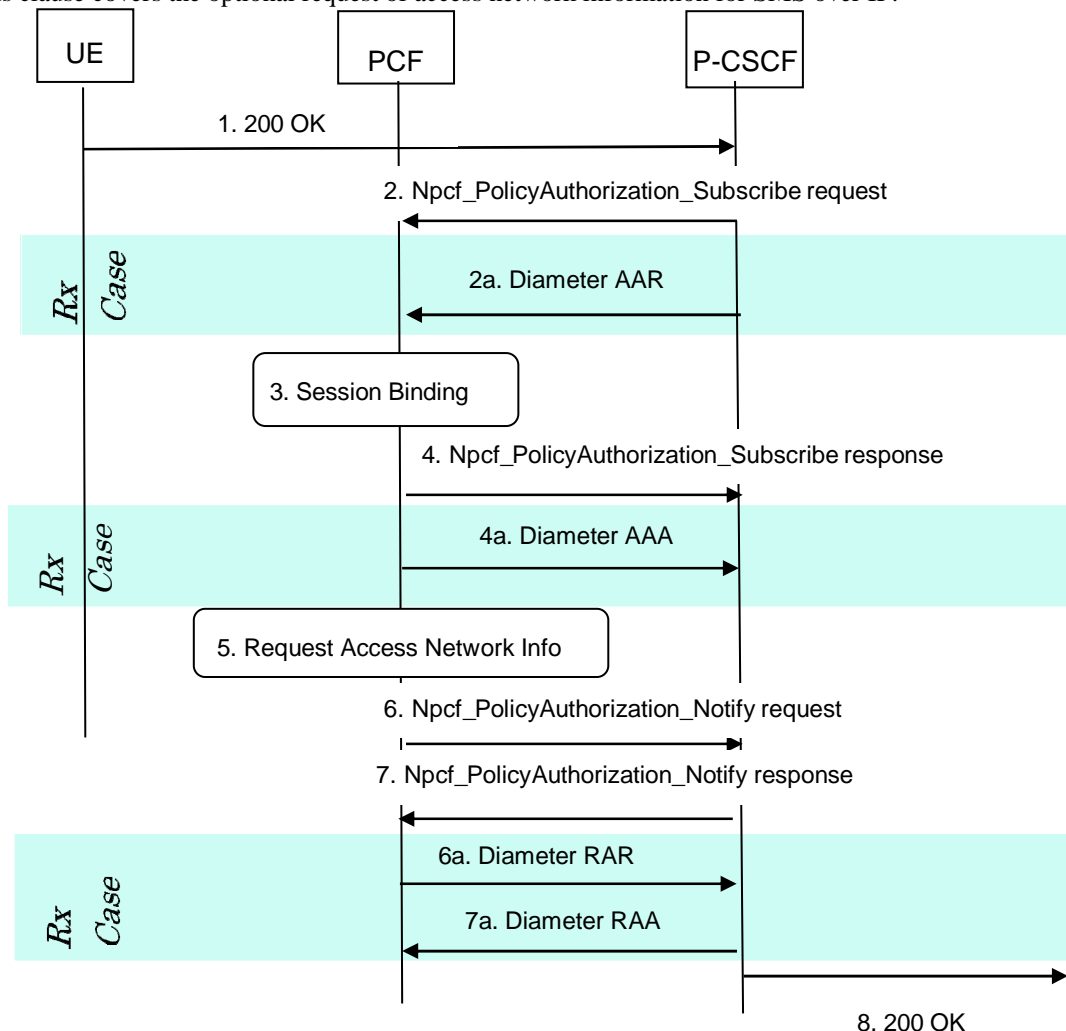 clause covers the optional request of access network information for SMS over IP.
UE
PCF
P-CSCF
1. 200 OK
2. Npcf_PolicyAuthorization_Subscribe request
Rx
Case
2a. Diameter AAR
3. Session Binding
4. Npcf_PolicyAuthorization_Subscribe response
Rx
Case
4a. Diameter AAA
5. Request Access Network Info
6. Npcf_PolicyAuthorization_Notify request
7. Npcf_PolicyAuthorization_Notify response
Rx
Case
6a. Diameter RAR
7a. Diameter RAA
8. 200 OK